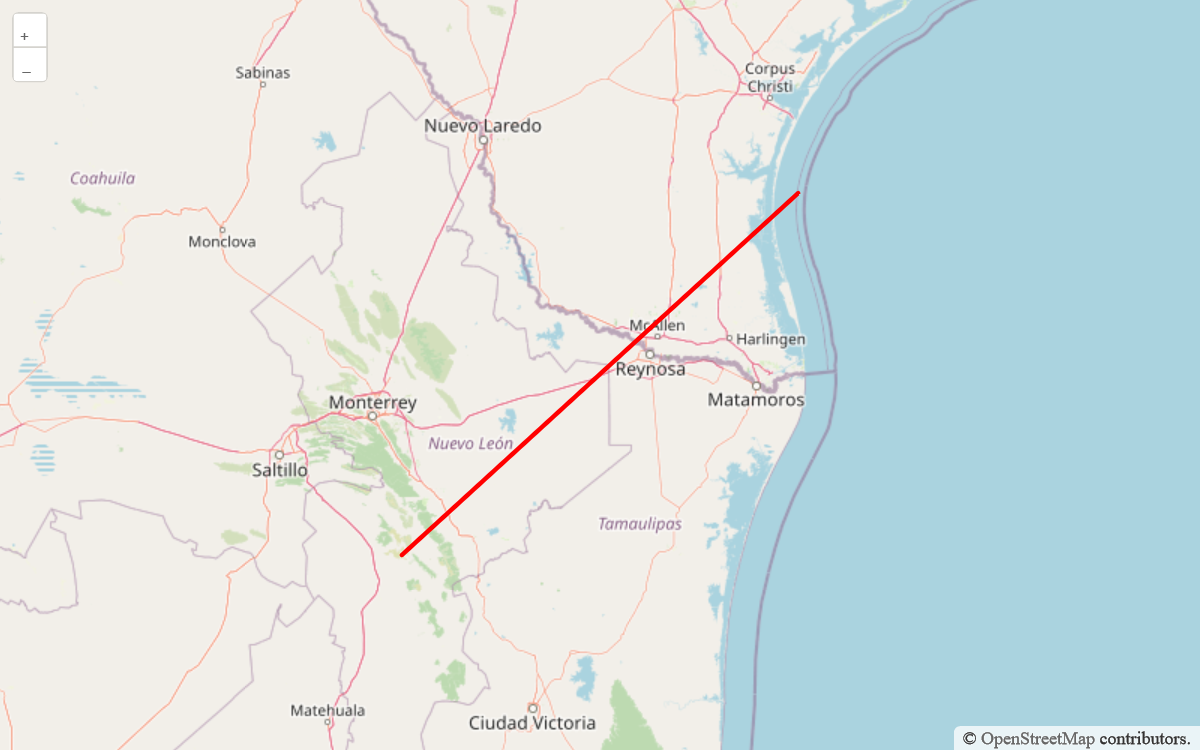 +
–
Sabinas
Corpus
Christi
Nuevo Laredo
Coahuila
Monclova
McAllen
Harlingen
Reynosa
Matamoros
Monterrey
Nuevo León
Saltillo
Tamaulipas
Matehuala
Ciudad Victoria
© OpenStreetMap contributors.